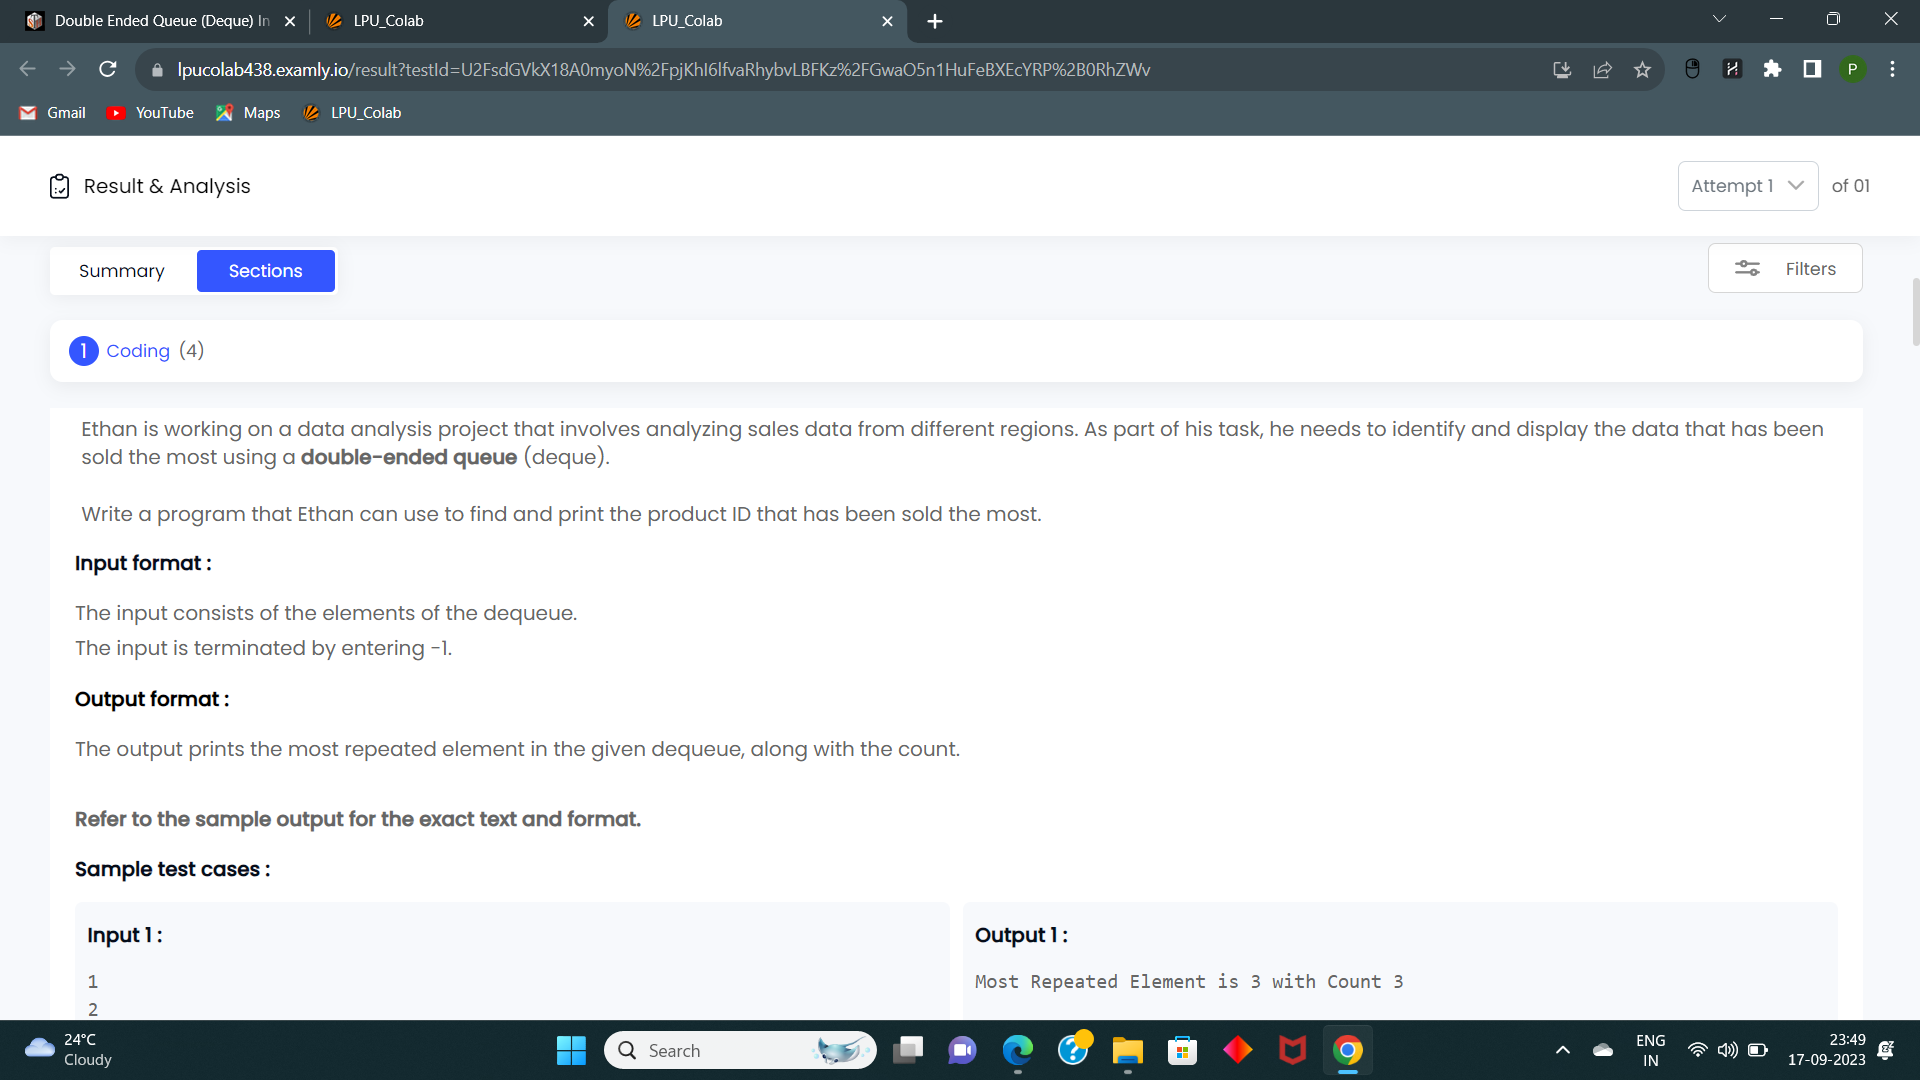 Double Ended Queue (Deque) In
LPU_Colab
LPU_Colab
lpucolab438.examly.io/result?testId=U2FsdGVkX18A0myoN%2FpjKhI6lfvaRhybvLBFKz%2FGwaO5n1HuFeBXEcYRP%2B0RhZWv
P
Gmail
YouTube
Maps
LPU_Colab
Result & Analysis
Attempt 1
of 01
Summary
Sections
Filters
1 Coding (4)
Ethan is working on a data analysis project that involves analyzing sales data from different regions. As part of his task, he needs to identify and display the data that has been
sold the most using a double-ended queue (deque).
Write a program that Ethan can use to find and print the product ID that has been sold the most.
Input format :
The input consists of the elements of the dequeue.
The input is terminated by entering -1.
Output format :
The output prints the most repeated element in the given dequeue, along with the count.
Refer to the sample output for the exact text and format.
Sample test cases :
Input 1 :
1
2
Output 1 :
Most Repeated Element is 3 with Count 3
24°C
Cloudy
Search
ENG
IN
23:49
17-09-2023